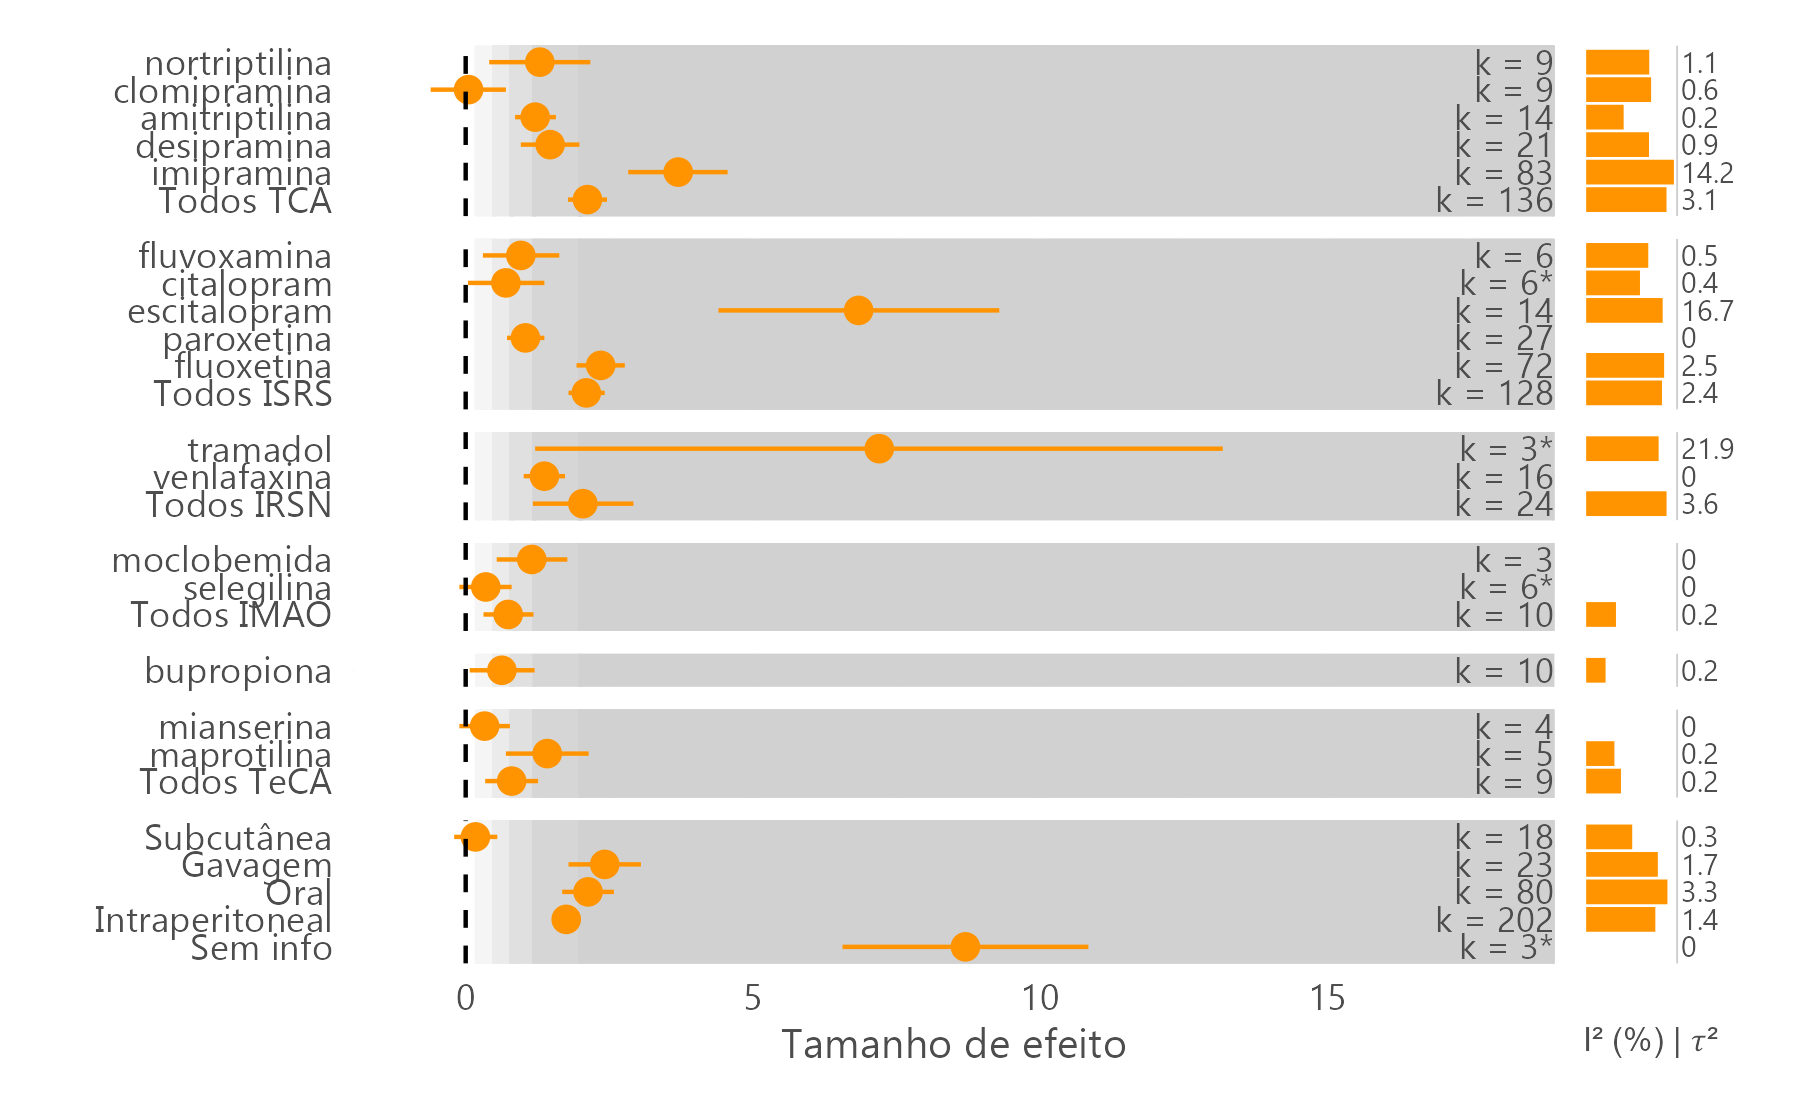 nortriptilina k = 9 1.1
clomipramina k = 9 0.6
amitriptilina k = 14 0.2
desipramina k = 21 0.9
imipramina k = 83 14.2
Todos TCA k = 136 3.1
fluvoxamina k = 6 0.5
citalopram k = 6* 0.4
escitalopram k = 14 16.7
paroxetina k = 27 0
fluoxetina k = 72 2.5
Todos ISRS k = 128 2.4
tramadol k = 3* 21.9
venlafaxina k = 16 0
Todos IRSN k = 24 3.6
moclobemida k = 3 0
selegilina k = 6* 0
Todos IMAO k = 10 0.2
bupropiona k = 10 0.2
mianserina k = 4 0
maprotilina k = 5 0.2
Todos TeCA k = 9 0.2
Subcutânea k = 18 0.3
Gavagem k = 23 1.7
Oral k = 80 3.3
Intraperitoneal k = 202 1.4
Sem info k = 3* 0
0 5 10 15
Tamanho de efeito
I² (%) | τ²